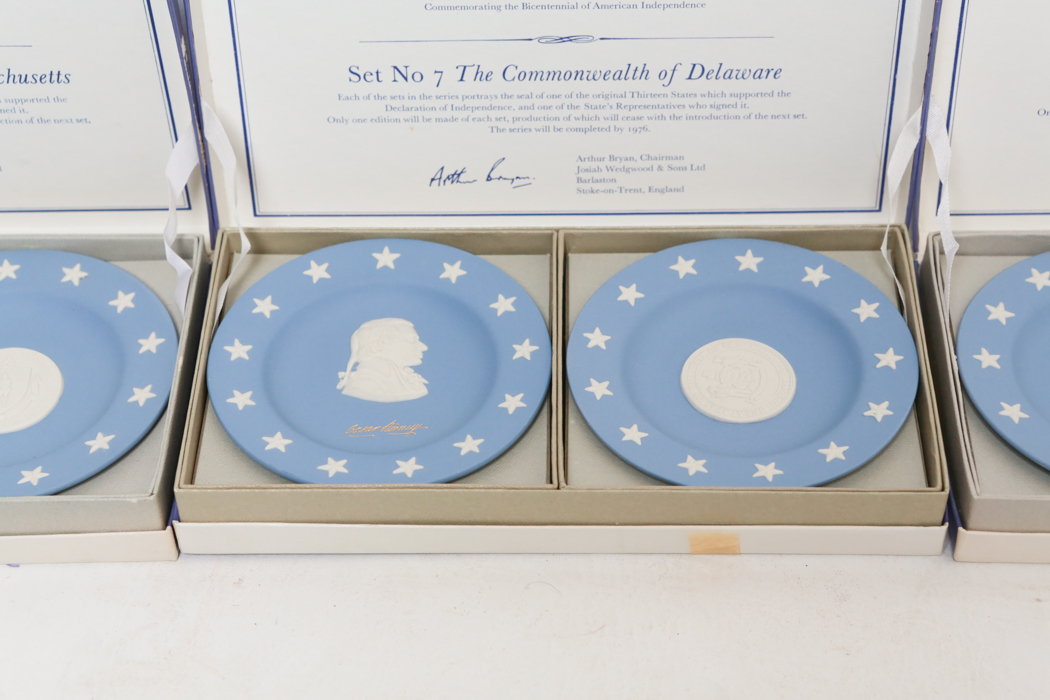 Commemorating the Bicentennial of American Independence
Set No 7 The Commonwealth of Delaware
Each of the sets in the series portrays the seal of one of the original Thirteen States which supported the
Declaration of Independence, and one of the State's Representatives who signed it.
Only one edition will be made of each set, production of which will cease with the introduction of the next set.
The series will be completed by 1976.
Arthur Bryan.
Arthur Bryan, Chairman
Josiah Wedgwood & Sons Ltd
Barlaston
Stoke-on-Trent, England
chusetts
supported the
ned it.
ction of the next set.